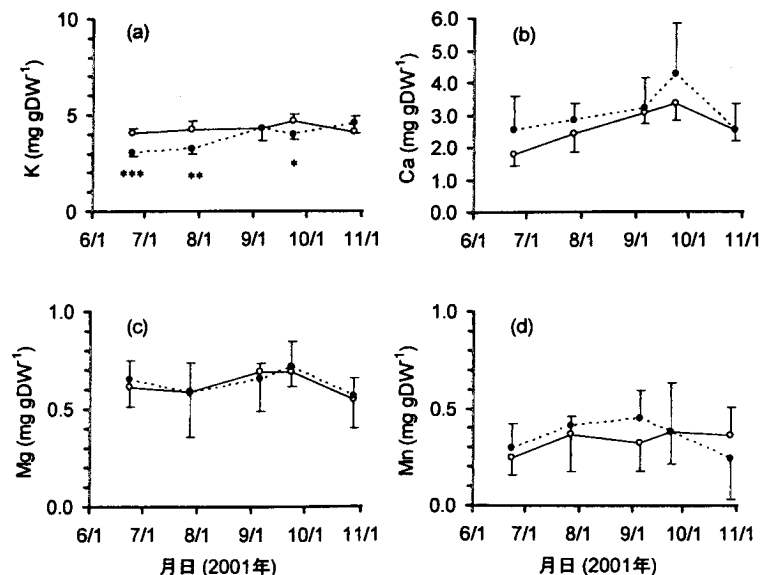 (a)
K (mg gDW⁻¹)
10
5
0
6/1 7/1 8/1 9/1 10/1 11/1
***
**
*
(b)
Ca (mg gDW⁻¹)
6.0
5.0
4.0
3.0
2.0
1.0
0.0
6/1 7/1 8/1 9/1 10/1 11/1
(c)
Mg (mg gDW⁻¹)
1.0
0.5
0.0
6/1 7/1 8/1 9/1 10/1 11/1
月日 (2001年)
(d)
Mn (mg gDW⁻¹)
1.0
0.5
0.0
6/1 7/1 8/1 9/1 10/1 11/1
月日 (2001年)